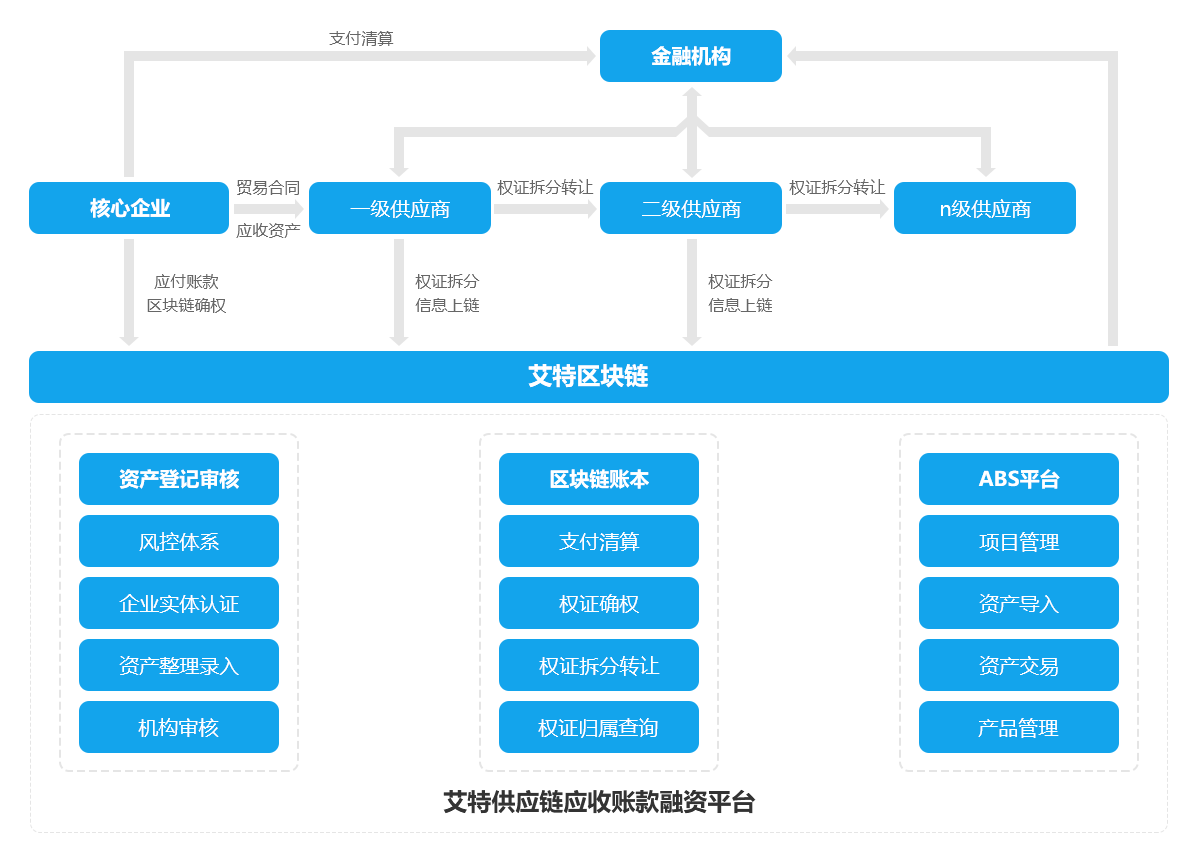 支付清算
金融机构
核心企业
贸易合同
应收资产
一级供应商
权证拆分转让
二级供应商
权证拆分转让
n级供应商
应付账款
区块链确权
权证拆分
信息上链
权证拆分
信息上链
艾特区块链
资产登记审核
风控体系
企业实体认证
资产整理录入
机构审核
区块链账本
支付清算
权证确权
权证拆分转让
权证归属查询
ABS平台
项目管理
资产导入
资产交易
产品管理
艾特供应链应收账款融资平台